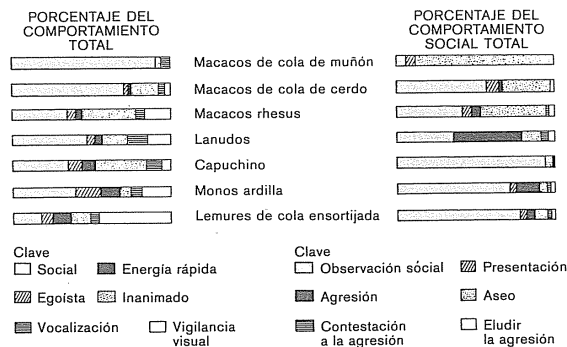 PORCENTAJE DEL
COMPORTAMIENTO
TOTAL
PORCENTAJE DEL
COMPORTAMIENTO
SOCIAL TOTAL
Macacos de cola de muñón
Macacos de cola de cerdo
Macacos rhesus
Lanudos
Capuchino
Monos ardilla
Lemures de cola ensortijada
Clave
Social
Energía rápida
Egoísta
Inanimado
Vocalización
Vigilancia
visual
Clave
Observación social
Presentación
Agresión
Aseo
Contestación
a la agresión
Eludir
la agresión